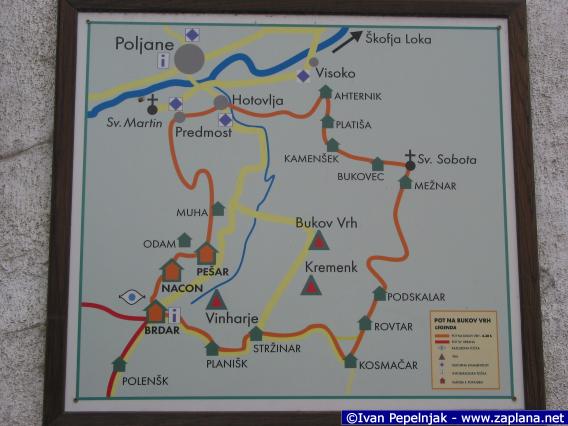 Poljane
Škofja Loka
i
Visoko
AHTERNIK
Hotovlja
Sv. Martin
PLATIŠA
Predmost
KAMENŠEK
Sv. Sobota
BUKOVEC
MEŽNAR
MUHA
Bukov Vrh
ODAM
PEŠAR
Kremenk
NACON
PODSKALAR
i
Vinharje
BRDAR
ROVTAR
STRŽINAR
PLANIŠK
KOSMAČAR
POLENŠK
POT NA BUKOV VRH
LEGENDA
©Ivan Pepelnjak - www.zaplana.net